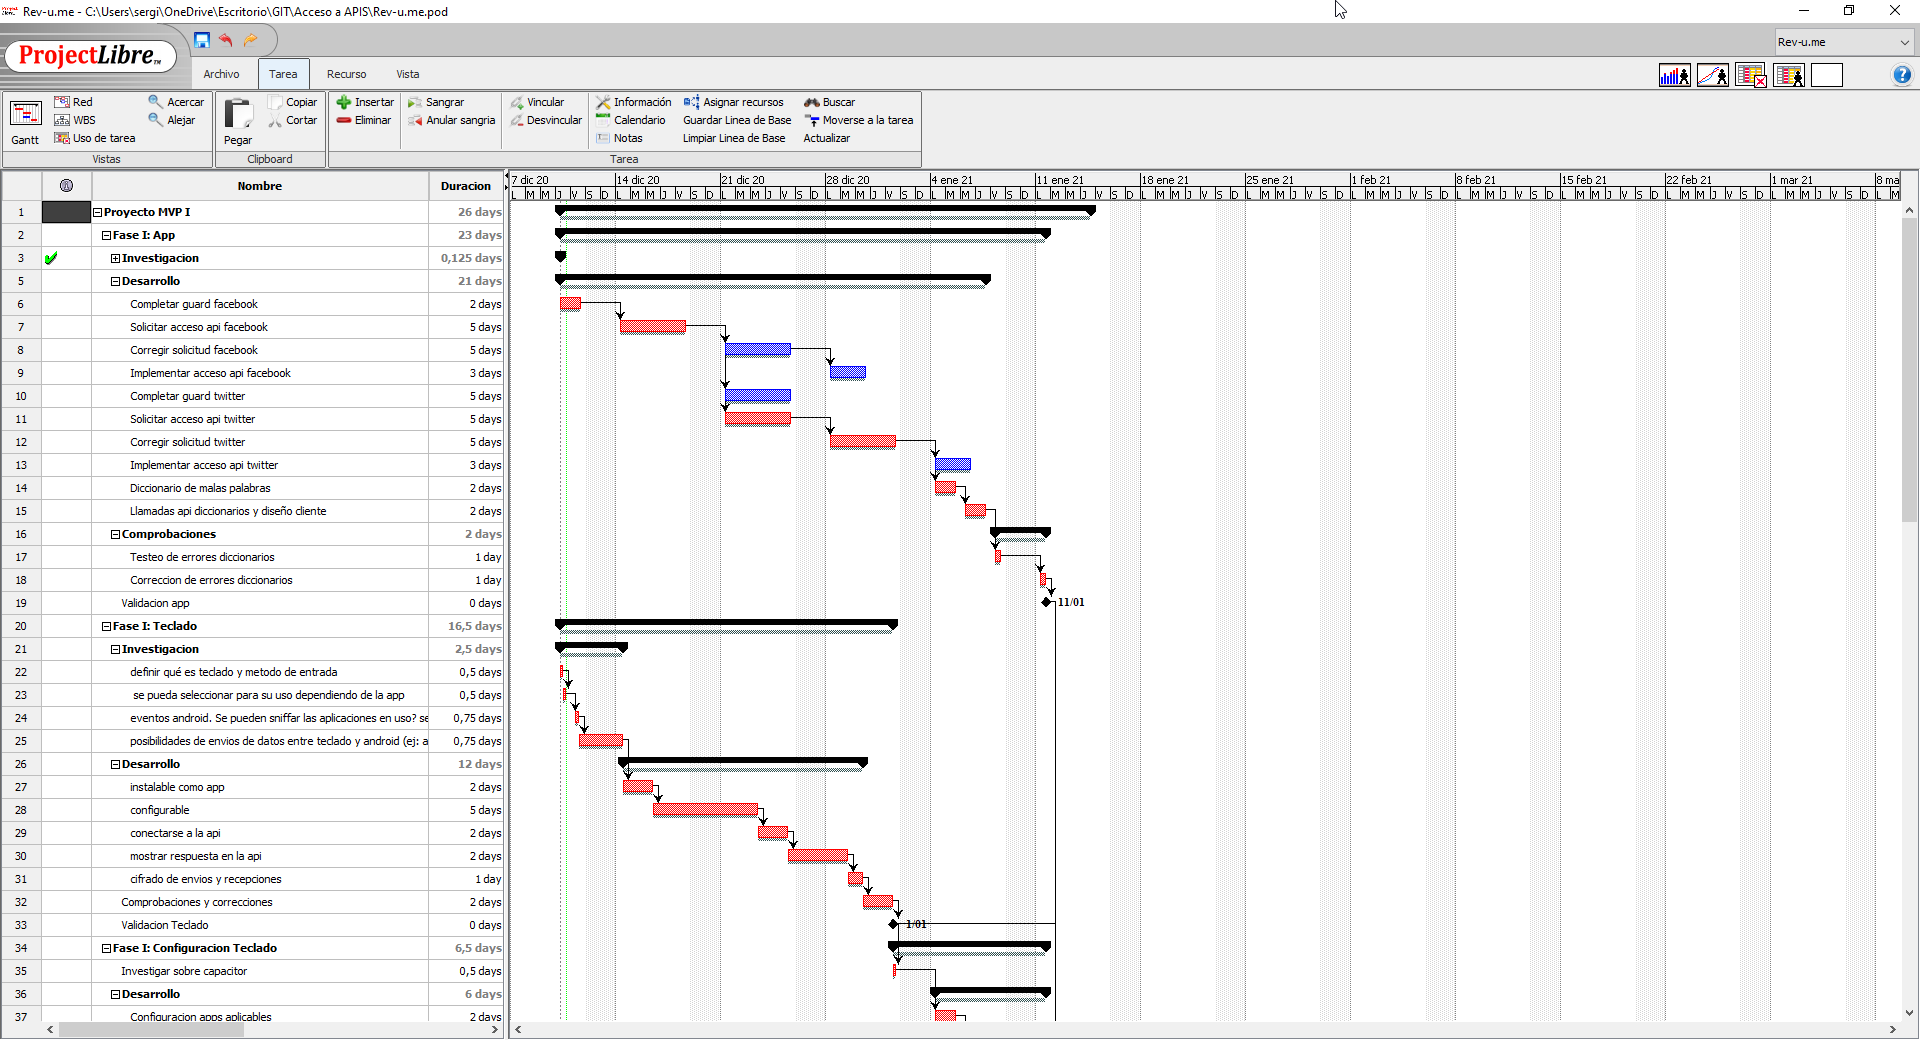 Rev-u.me - C:\Users\sergi\OneDrive\Escritorio\GIT\Acceso a APIS\Rev-u.me.pod
ProjectLibre
Rev-u.me
Archivo Tarea Recurso Vista
Red Acercar Copiar Insertar Sangrar Vincular Información Asignar recursos Buscar
WBS Alejar Cortar Eliminar Anular sangria Desvincular Calendario Guardar Linea de Base Moverse a la tarea
Gantt Uso de tarea Pegar Notas Limpiar Linea de Base Actualizar
Vistas Clipboard Tarea
Nombre Duracion
7 dic 20 14 dic 20 21 dic 20 28 dic 20 4 ene 21 11 ene 21 18 ene 21 25 ene 21 1 feb 21 8 feb 21 15 feb 21 22 feb 21 1 mar 21 8 ma
L M M J V S D L M M J V S D L M M J V S D L M M J V S D L M M J V S D L M M J V S D L M M J V S D L M M J V S D L M M J V S D L M M J V S D L M M J V S D L M M J V S D L M M J V S D L M
1 Proyecto MVP I 26 days
2 Fase I: App 23 days
3 Investigacion 0,125 days
5 Desarrollo 21 days
6 Completar guard facebook 2 days
7 Solicitar acceso api facebook 5 days
8 Corregir solicitud facebook 5 days
9 Implementar acceso api facebook 3 days
10 Completar guard twitter 5 days
11 Solicitar acceso api twitter 5 days
12 Corregir solicitud twitter 5 days
13 Implementar acceso api twitter 3 days
14 Diccionario de malas palabras 2 days
15 Llamadas api diccionarios y diseño cliente 2 days
16 Comprobaciones 2 days
17 Testeo de errores diccionarios 1 day
18 Correccion de errores diccionarios 1 day
19 Validacion app 0 days 11/01
20 Fase I: Teclado 16,5 days
21 Investigacion 2,5 days
22 definir qué es teclado y metodo de entrada 0,5 days
23 se pueda seleccionar para su uso dependiendo de la app 0,5 days
24 eventos android. Se pueden sniffar las aplicaciones en uso? se 0,75 days
25 posibilidades de envios de datos entre teclado y android (ej: a 0,75 days
26 Desarrollo 12 days
27 instalable como app 2 days
28 configurable 5 days
29 conectarse a la api 2 days
30 mostrar respuesta en la api 2 days
31 cifrado de envios y recepciones 1 day
32 Comprobaciones y correcciones 2 days
33 Validacion Teclado 0 days 1/01
34 Fase I: Configuracion Teclado 6,5 days
35 Investigar sobre capacitor 0,5 days
36 Desarrollo 6 days
37 Configuracion apps aplicables 2 days